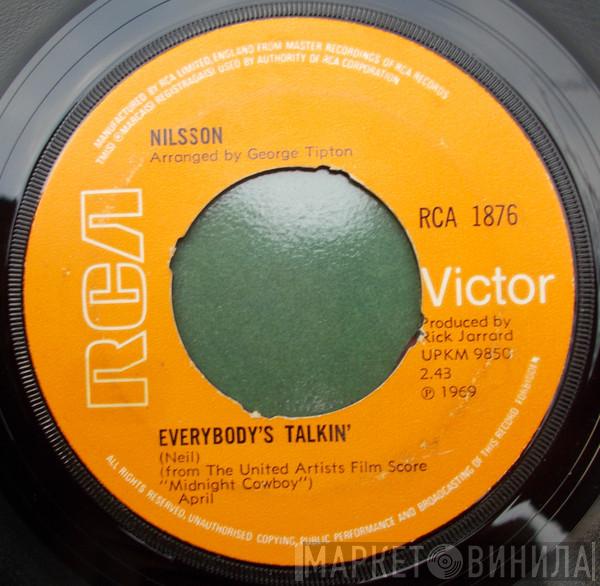 MANUFACTURED BY RCA LIMITED, ENGLAND FROM MASTER RECORDINGS OF RCA RECORDS
TM(S) ® MARCA(S) REGISTRADA(S) USED BY AUTHORITY OF RCA CORPORATION
NILSSON
Arranged by George Tipton
RCA
RCA 1876
Victor
Produced by
Rick Jarrard
UPKM 9850
2.43
℗ 1969
EVERYBODY'S TALKIN'
(Neil)
(from The United Artists Film Score
"Midnight Cowboy")
April
ALL RIGHTS RESERVED, UNAUTHORISED COPYING, PUBLIC PERFORMANCE AND BROADCASTING OF THIS RECORD FORBIDDEN
МАРКЕТ ВИНИЛА